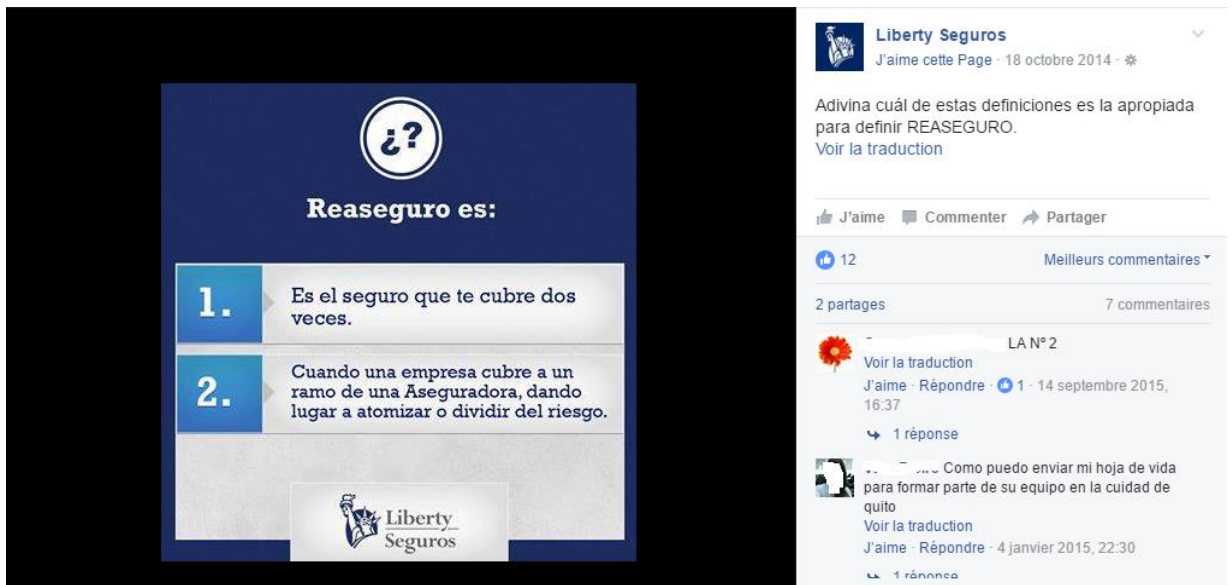 ¿?
Reaseguro es:
1.
Es el seguro que te cubre dos
veces.
2.
Cuando una empresa cubre a un
ramo de una Aseguradora, dando
lugar a atomizar o dividir del riesgo.
Liberty
Seguros
Liberty Seguros
J'aime cette Page · 18 octobre 2014 ·
Adivina cuál de estas definiciones es la apropiada
para definir REASEGURO.
Voir la traduction
J'aime Commenter Partager
12 Meilleurs commentaires
2 partages 7 commentaires
LA Nº 2
Voir la traduction
J'aime · Répondre · 1 · 14 septembre 2015,
16:37
1 réponse
Como puedo enviar mi hoja de vida
para formar parte de su equipo en la cuidad de
quito
Voir la traduction
J'aime · Répondre · 4 janvier 2015, 22:30
1 réponse